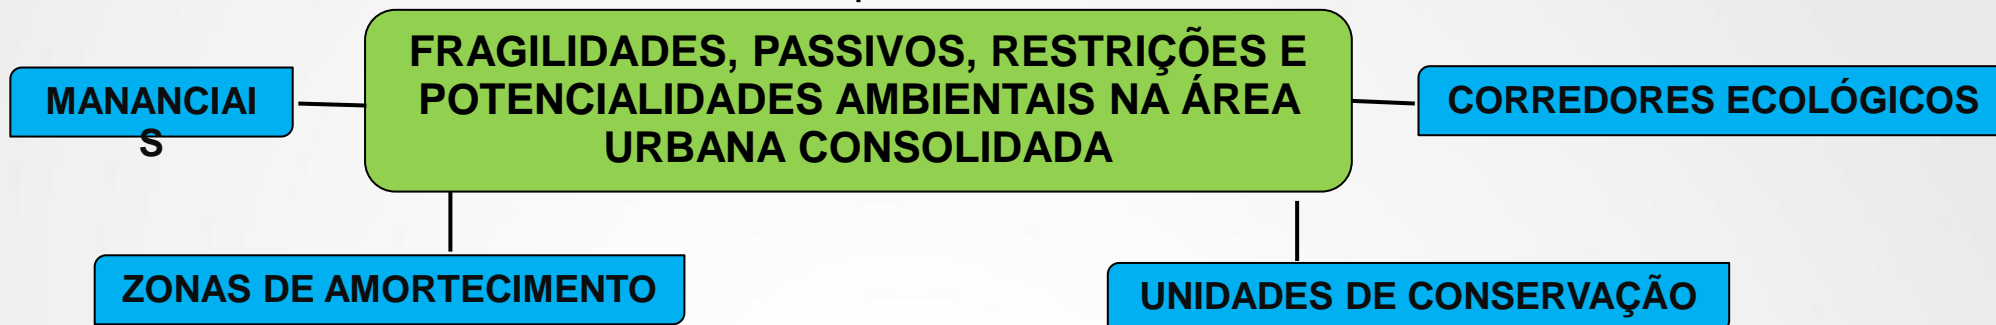 FRAGILIDADES, PASSIVOS, RESTRIÇÕES E
POTENCIALIDADES AMBIENTAIS NA ÁREA
URBANA CONSOLIDADA
MANANCIAI
S
CORREDORES ECOLÓGICOS
ZONAS DE AMORTECIMENTO
UNIDADES DE CONSERVAÇÃO